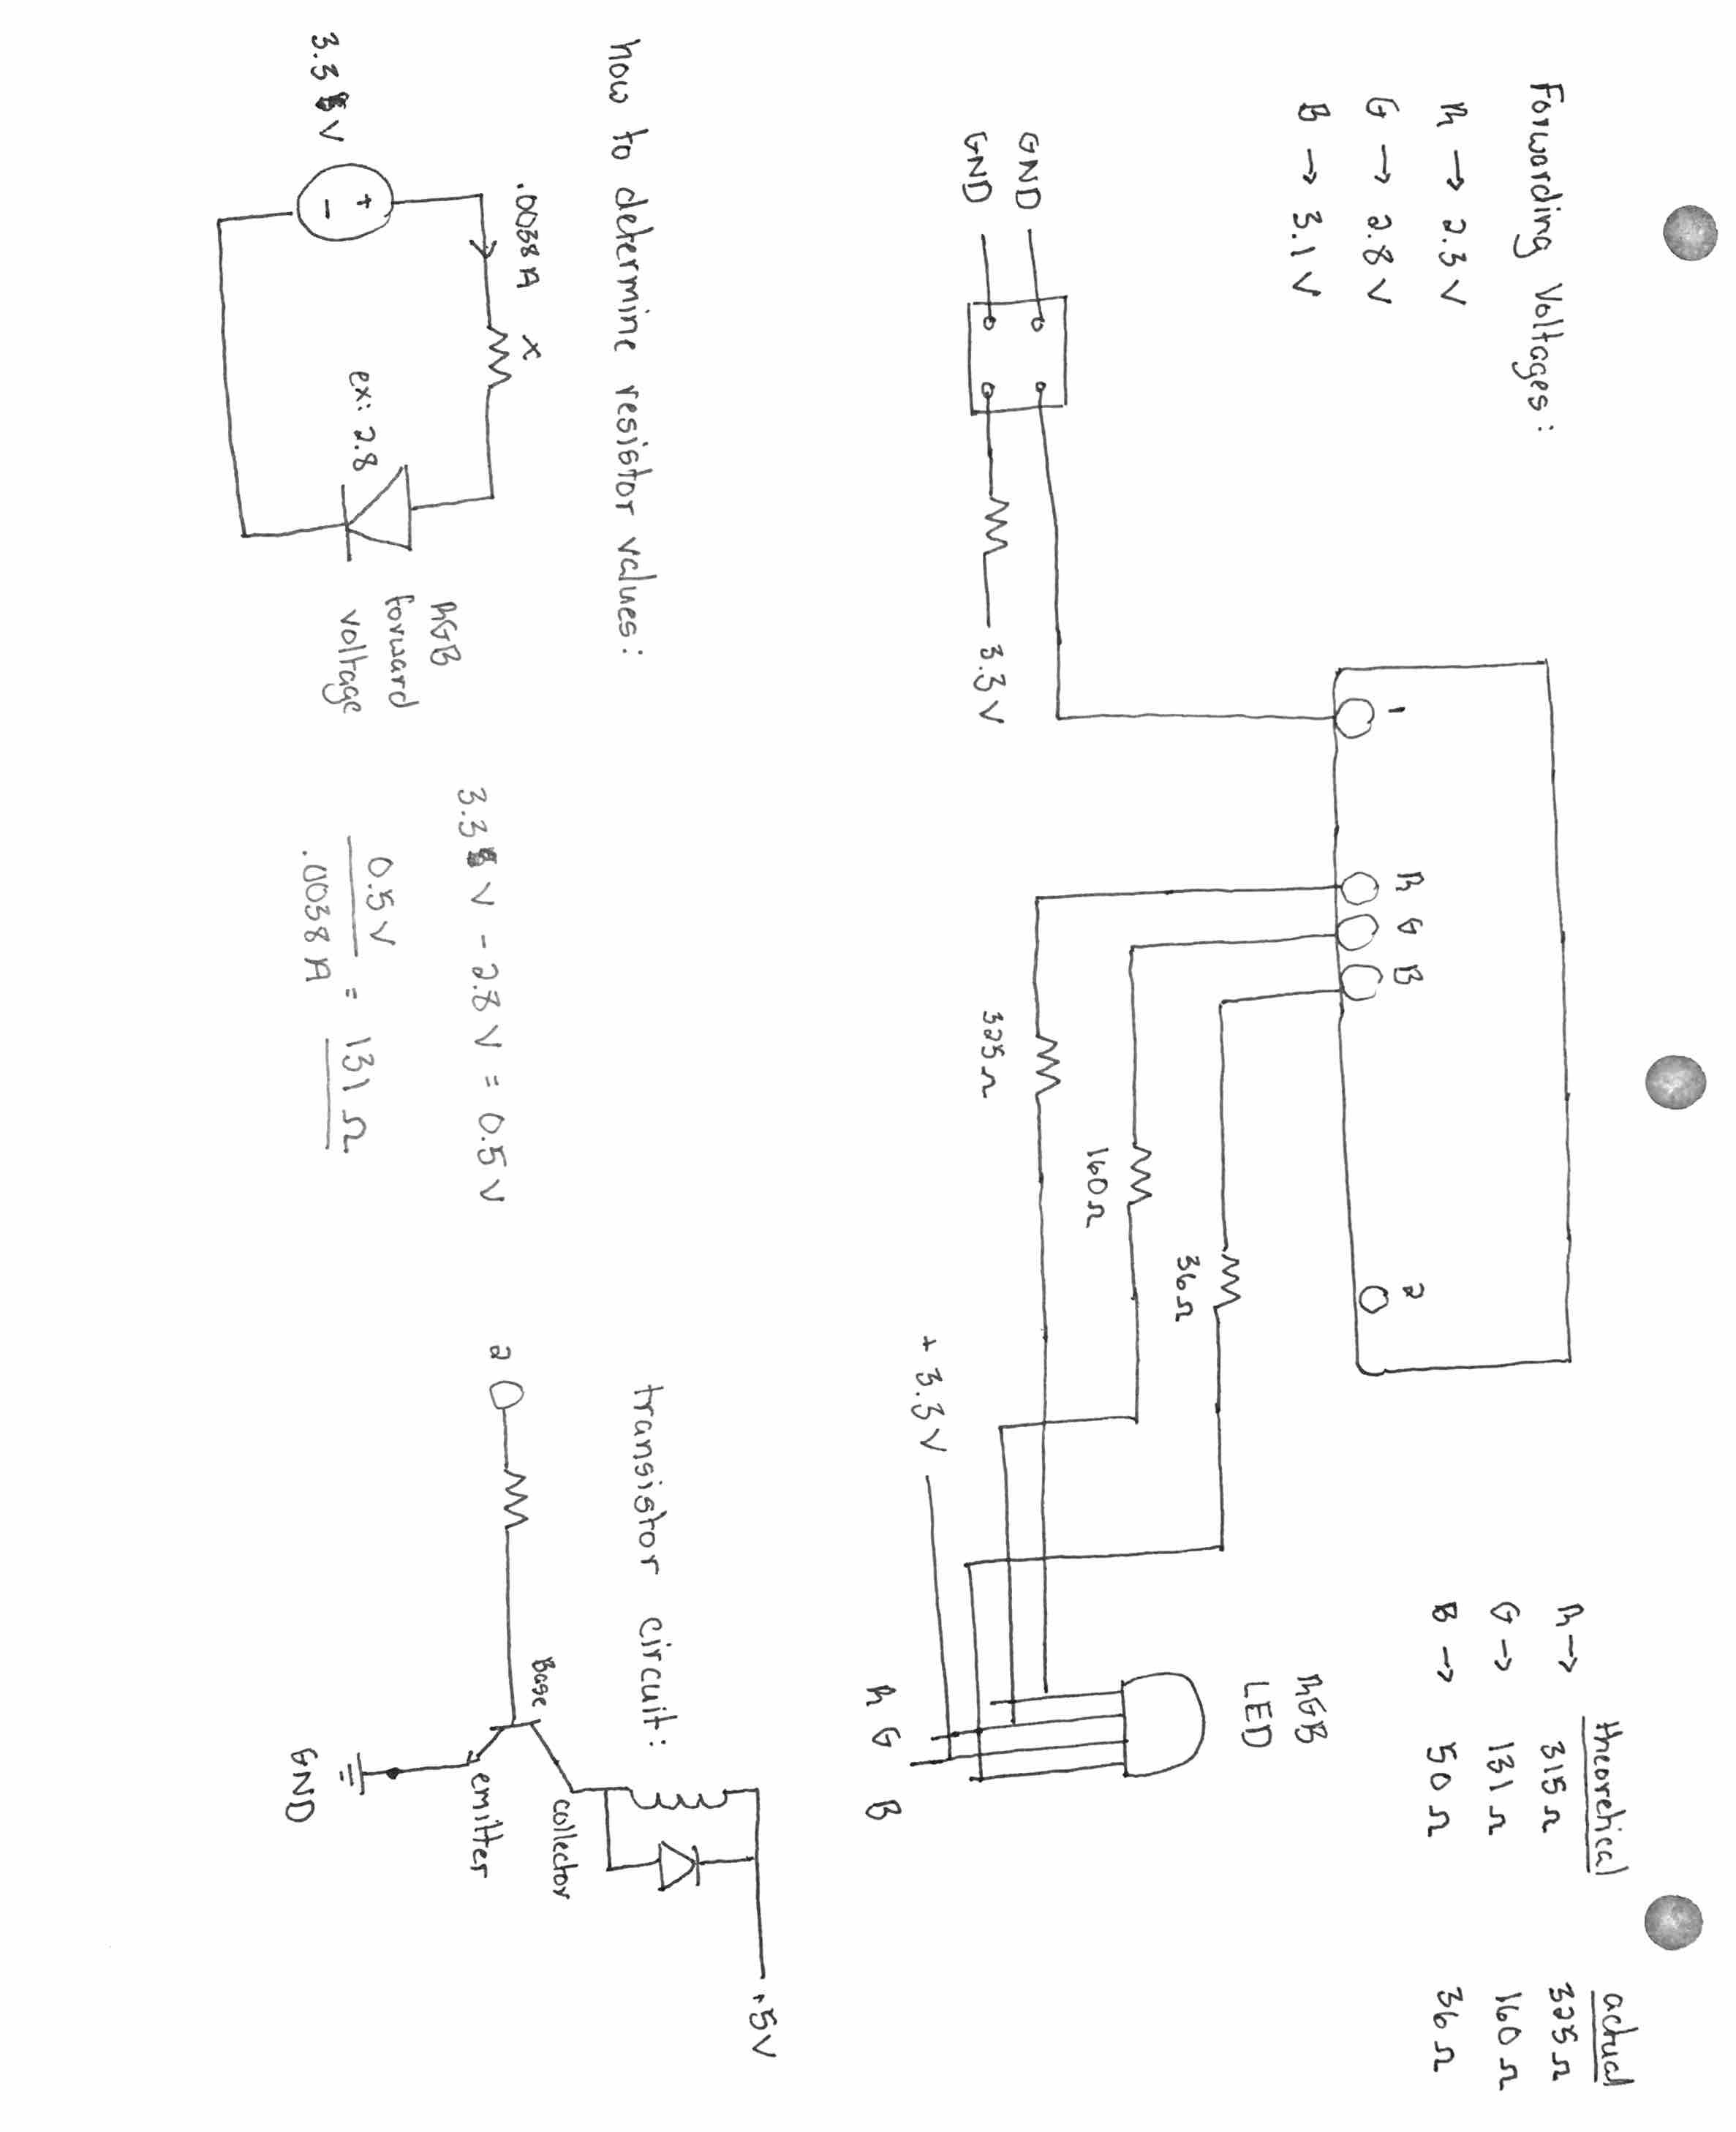 Forwarding Voltages:
R → 2.3 V
G → 2.8 V
B → 3.1 V
theoretical
actual
R → 315 Ω 325 Ω
G → 131 Ω 160 Ω
B → 50 Ω 36 Ω
1
R G B
2
GND
GND
3.3 V
325 Ω
160 Ω
36 Ω
RGB
LED
+3.3V
R G B
how to determine resistor values:
.0038 A
x
3.3 V
ex: 2.8
RGB
forward
voltage
3.3 V - 2.8 V = 0.5 V
0.5 V
.0038 A
= 131 Ω
transistor circuit:
+5V
2
Base
collector
emitter
GND